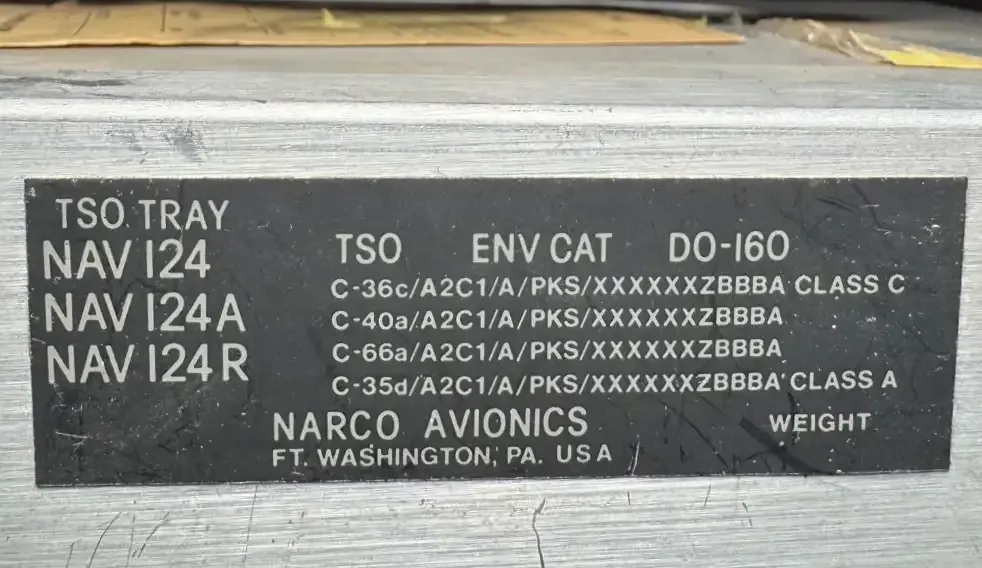 TSO TRAY
NAV 124
NAV 124A
NAV 124R
TSO ENV CAT DO-160
C-36c/A2C1/A/PKS/XXXXXXZBBBA CLASS C
C-40a/A2C1/A/PKS/XXXXXXZBBBA
C-66a/A2C1/A/PKS/XXXXXXZBBBA
C-35d/A2C1/A/PKS/XXXXXXZBBBA CLASS A
NARCO AVIONICS
WEIGHT
FT. WASHINGTON, PA. USA